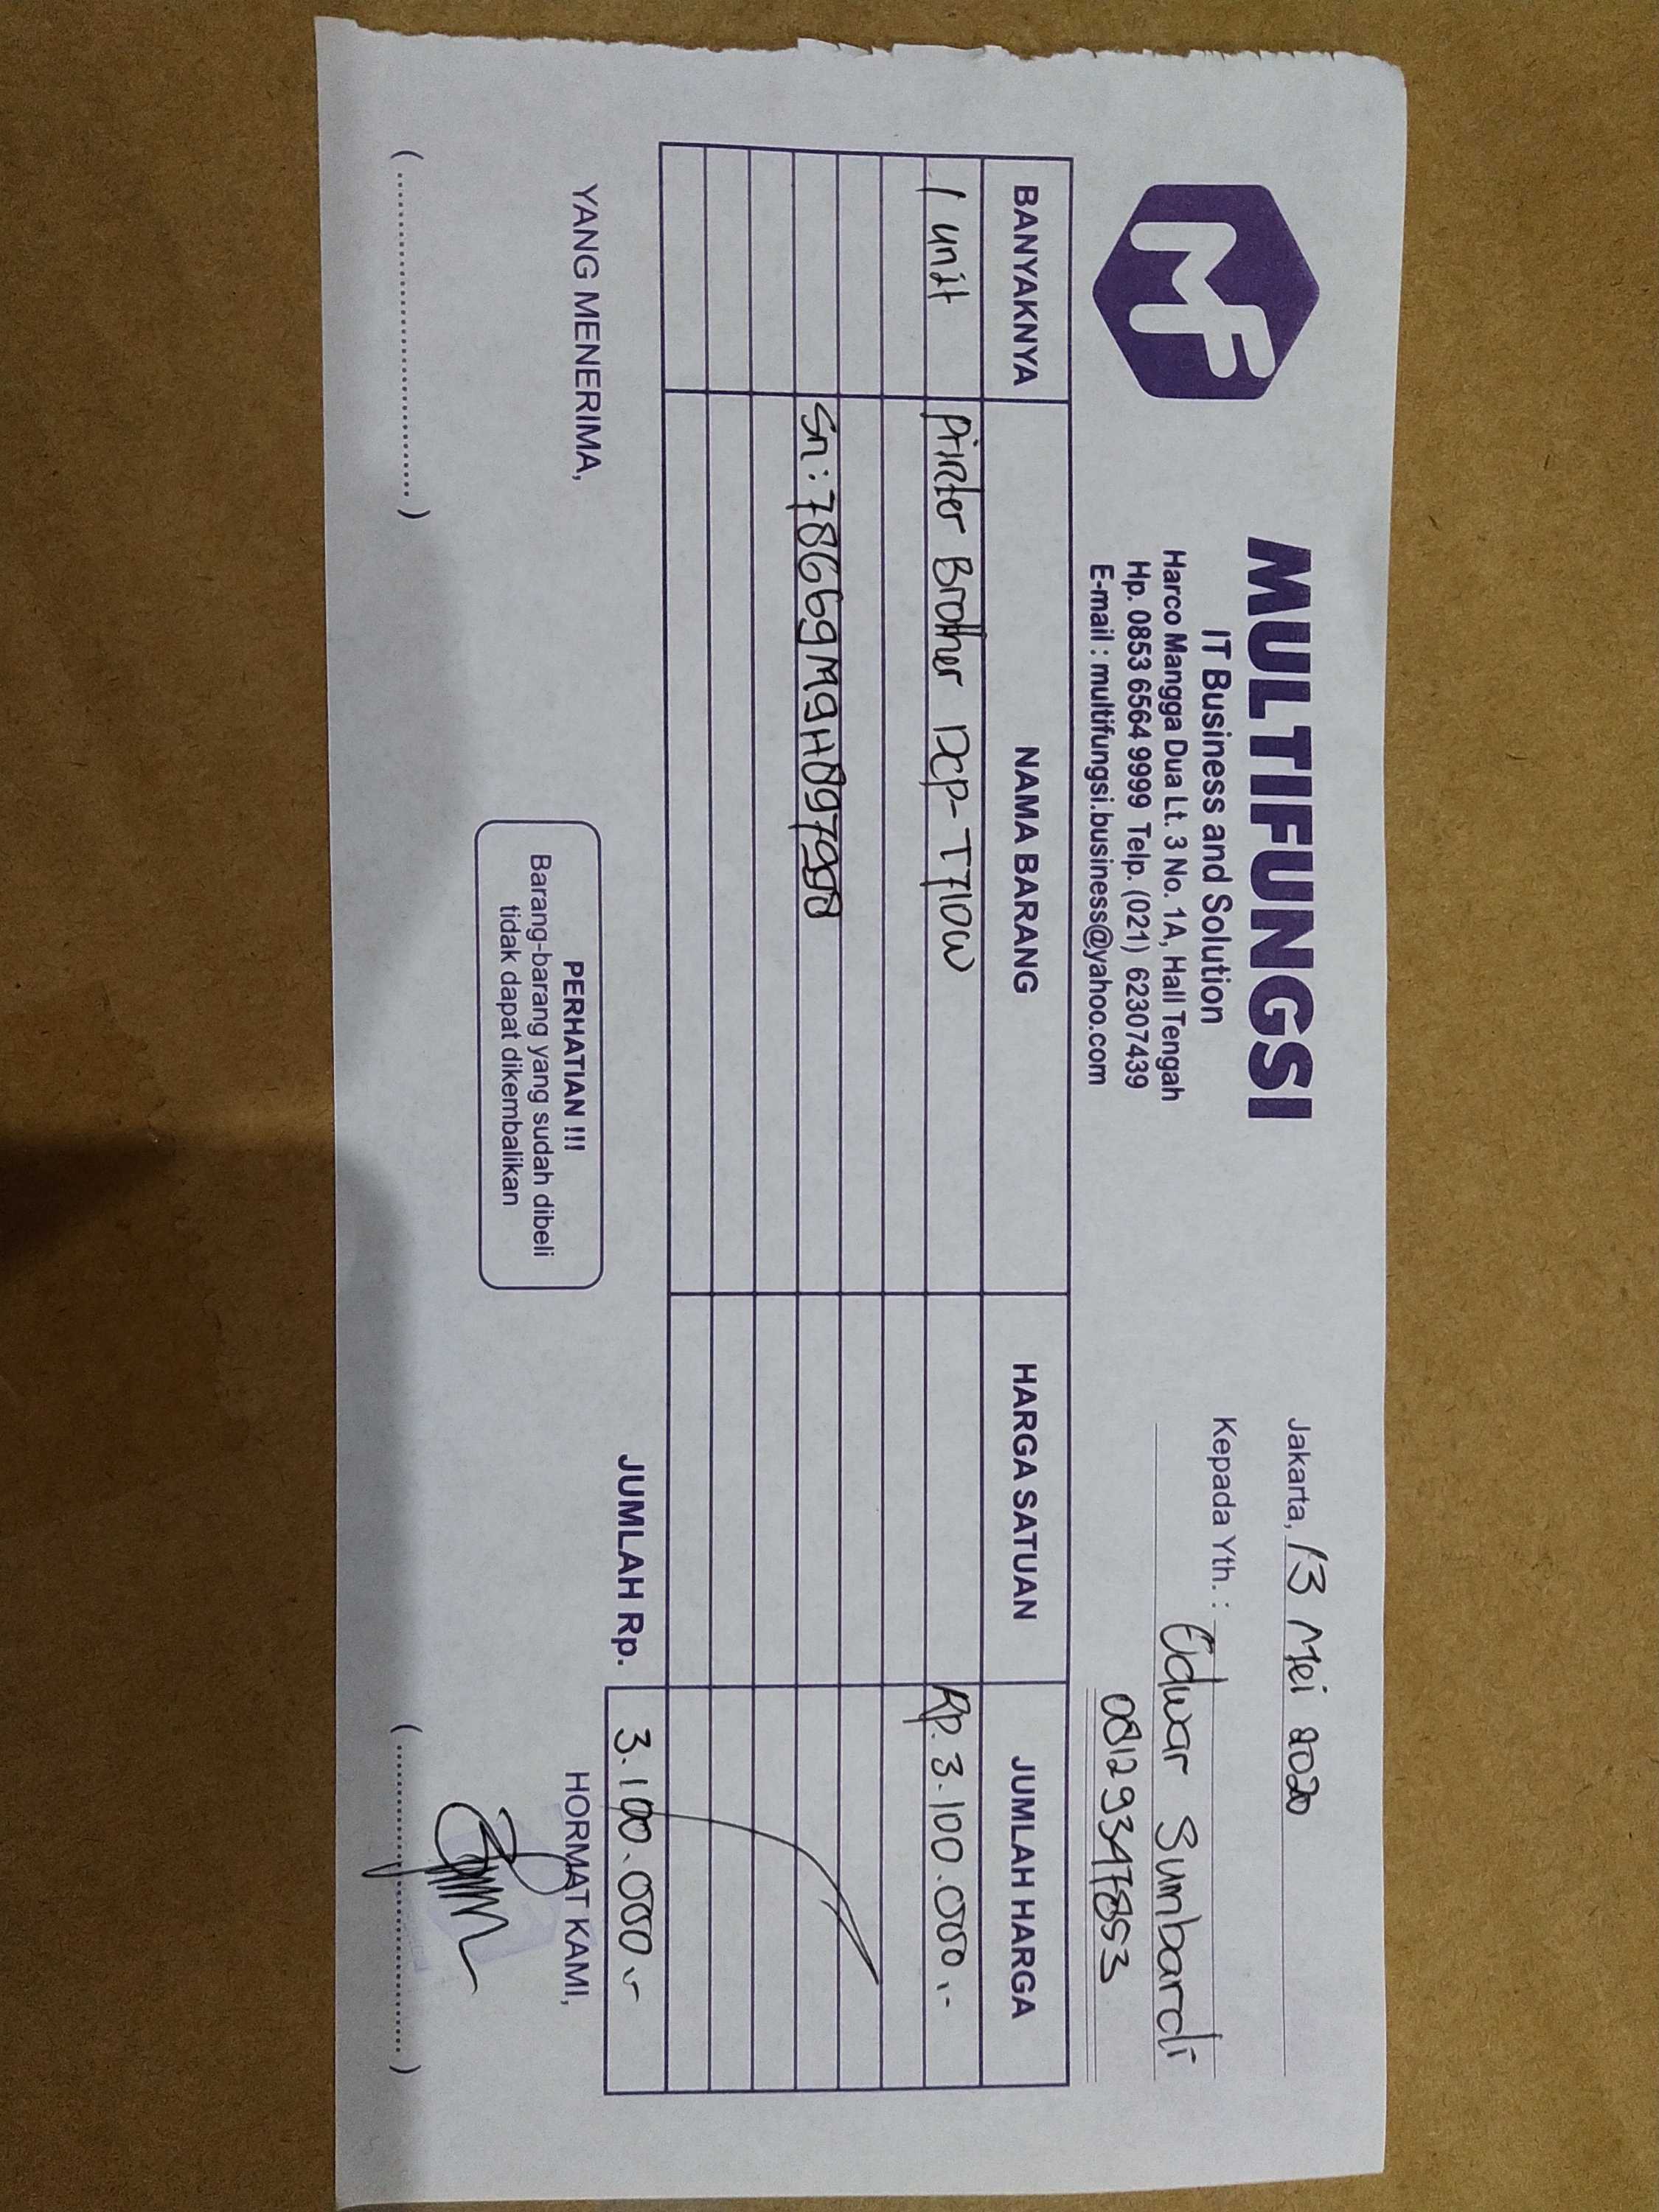 MF
MULTIFUNGSI
IT Business and Solution
Harco Mangga Dua Lt. 3 No. 1A, Hall Tengah
Hp. 0853 6564 9999 Telp. (021) 62307439
E-mail : multifungsi.business@yahoo.com
Jakarta, 13 Mei 2020
Kepada Yth. : Edwar Sumbardi
081293478853
BANYAKNYA NAMA BARANG HARGA SATUAN JUMLAH HARGA
1 unit Printer Brother DCP-T710W Rp. 3.100.000,-
Sn: 78669M9H897998
JUMLAH Rp. 3.100.000,-
YANG MENERIMA,
PERHATIAN !!!
Barang-barang yang sudah dibeli
tidak dapat dikembalikan
HORMAT KAMI,
(..............................)
(..............................)